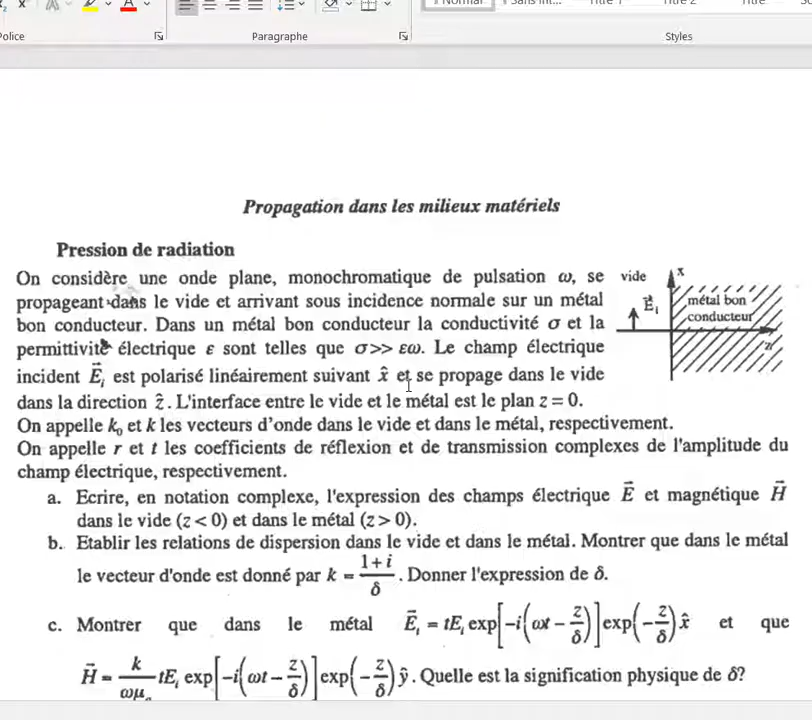 Police
Paragraphe
Styles
Propagation dans les milieux matériels
Pression de radiation
On considère une onde plane, monochromatique de pulsation ω, se
propageant dans le vide et arrivant sous incidence normale sur un métal
bon conducteur. Dans un métal bon conducteur la conductivité σ et la
permittivité électrique ε sont telles que σ>> εω. Le champ électrique
incident E⃗ᵢ est polarisé linéairement suivant x̂ et se propage dans le vide
dans la direction ẑ. L'interface entre le vide et le métal est le plan z = 0.
vide
x
E⃗ᵢ
métal bon
conducteur
z
On appelle k₀ et k les vecteurs d'onde dans le vide et dans le métal, respectivement.
On appelle r et t les coefficients de réflexion et de transmission complexes de l'amplitude du
champ électrique, respectivement.
a. Ecrire, en notation complexe, l'expression des champs électrique E⃗ et magnétique H⃗
dans le vide (z < 0) et dans le métal (z > 0).
b. Etablir les relations de dispersion dans le vide et dans le métal. Montrer que dans le métal
le vecteur d'onde est donné par k = (1+i)/δ. Donner l'expression de δ.
c. Montrer que dans le métal E⃗ₜ = tEᵢ exp[-i(ωt - z/δ)]exp(-z/δ)x̂ et que
H⃗ = k/(ωμₒ) tEᵢ exp[-i(ωt - z/δ)]exp(-z/δ)ŷ. Quelle est la signification physique de δ?